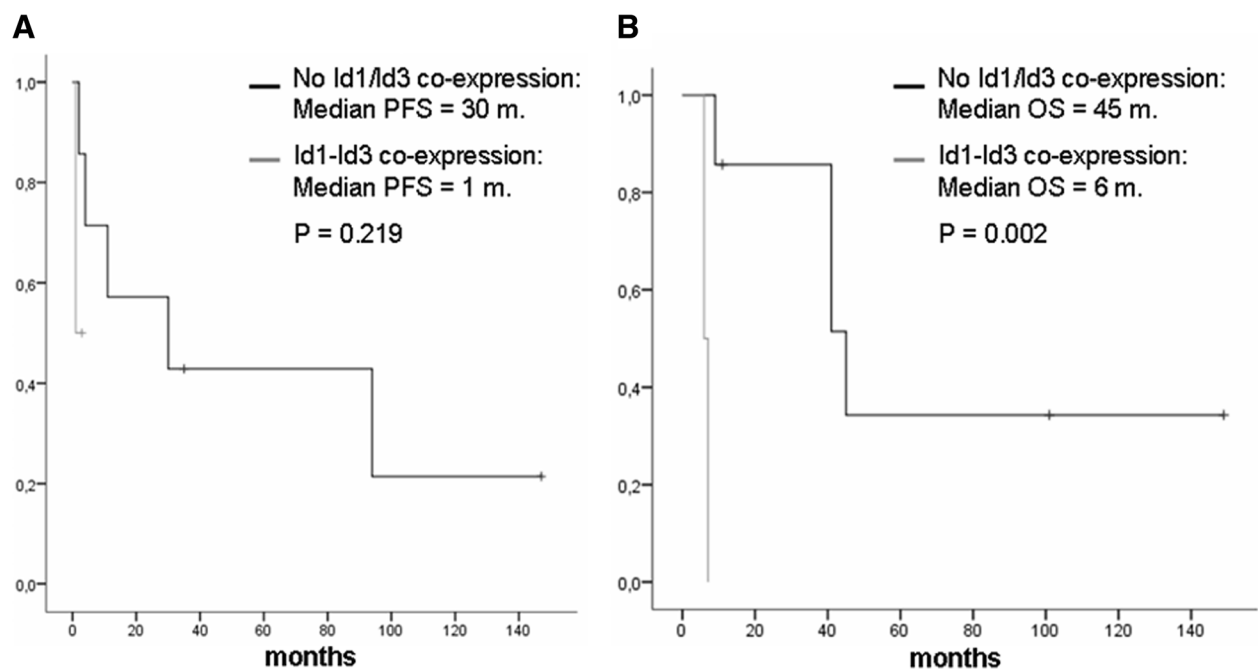 A
1,0
0,8
0,6
0,4
0,2
0,0
0 20 40 60 80 100 120 140
months
No Id1/Id3 co-expression:
Median PFS = 30 m.
Id1-Id3 co-expression:
Median PFS = 1 m.
P = 0.219
B
1,0
0,8
0,6
0,4
0,2
0,0
0 20 40 60 80 100 120 140
months
No Id1/Id3 co-expression:
Median OS = 45 m.
Id1-Id3 co-expression:
Median OS = 6 m.
P = 0.002